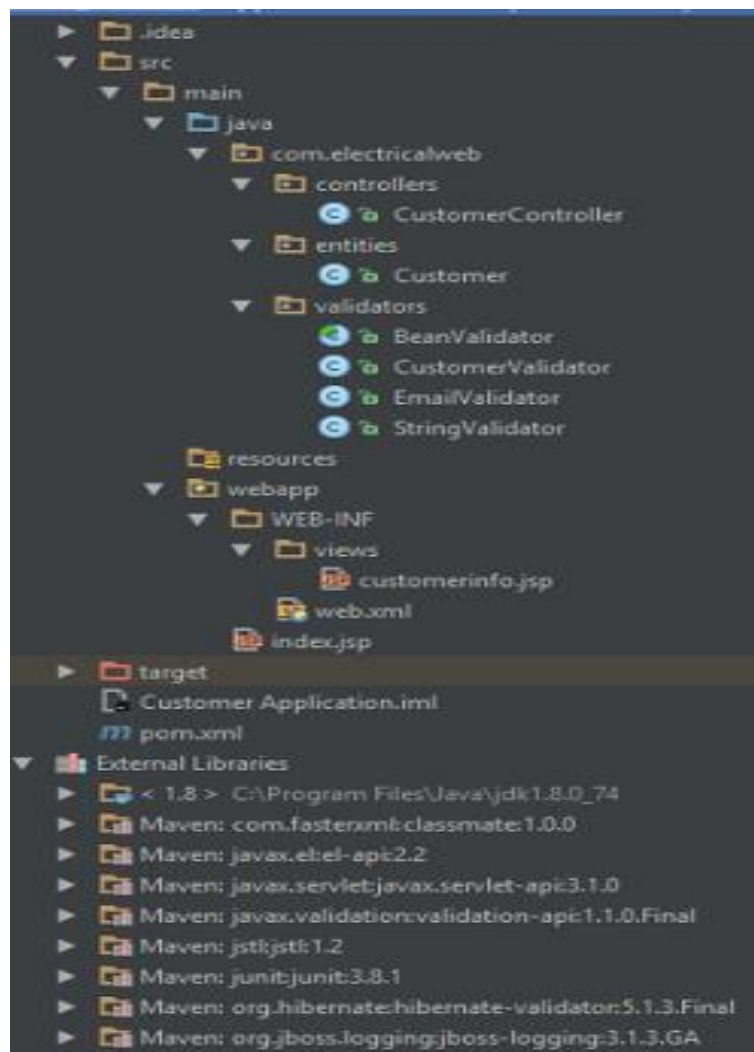 .idea
src
main
java
com.electricalweb
controllers
CustomerController
entities
Customer
validators
BeanValidator
CustomerValidator
EmailValidator
StringValidator
resources
webapp
WEB-INF
views
customerinfo.jsp
web.xml
index.jsp
target
Customer Application.iml
pom.xml
External Libraries
< 1.8 > C:\Program Files\Java\jdk1.8.0_74
Maven: com.fasterxml:classmate:1.0.0
Maven: javax.el:el-api:2.2
Maven: javax.servlet:javax.servlet-api:3.1.0
Maven: javax.validation:validation-api:1.1.0.Final
Maven: jstl:jstl:1.2
Maven: junit:junit:3.8.1
Maven: org.hibernate:hibernate-validator:5.1.3.Final
Maven: org.jboss.logging:jboss-logging:3.1.3.GA